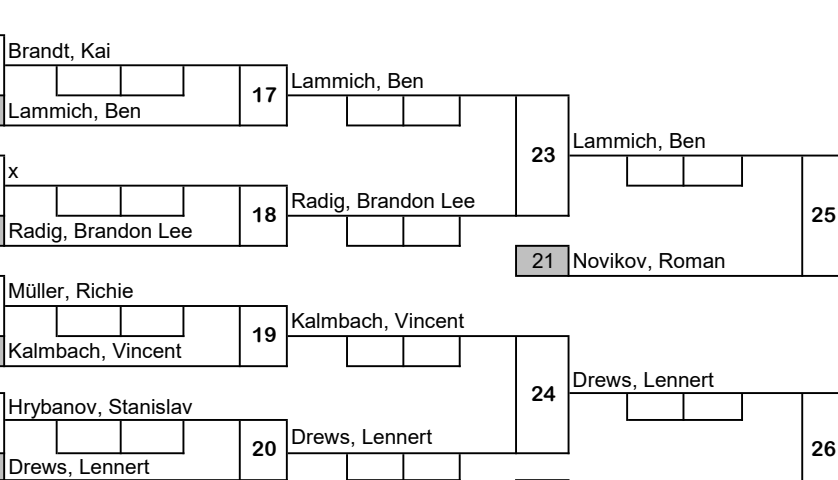 Brandt, Kai
17
Lammich, Ben
Lammich, Ben
23
Lammich, Ben
x
18
Radig, Brandon Lee
Radig, Brandon Lee
25
21
Novikov, Roman
Müller, Richie
19
Kalmbach, Vincent
Kalmbach, Vincent
24
Drews, Lennert
Hrybanov, Stanislav
20
Drews, Lennert
Drews, Lennert
26